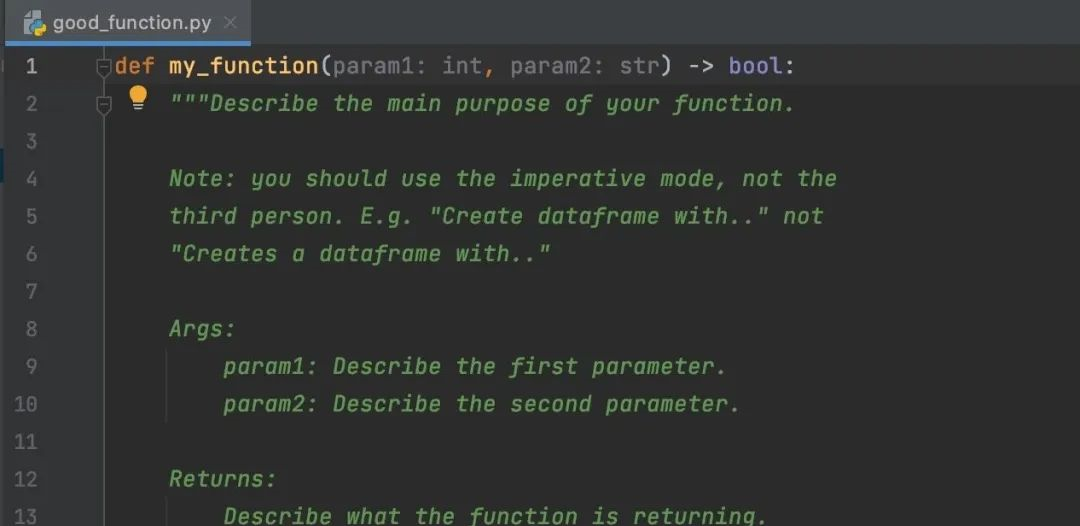 good_function.py
1 def my_function(param1: int, param2: str) -> bool:
2 """Describe the main purpose of your function.
3
4 Note: you should use the imperative mode, not the
5 third person. E.g. "Create dataframe with.." not
6 "Creates a dataframe with.."
7
8 Args:
9 param1: Describe the first parameter.
10 param2: Describe the second parameter.
11
12 Returns:
13 Describe what the function is returning.